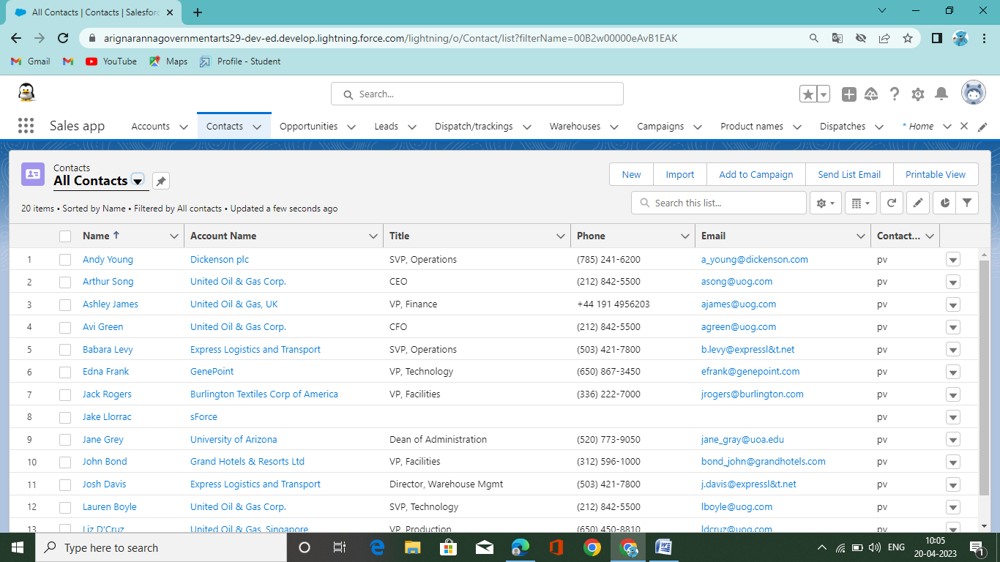 All Contacts | Contacts | Salesforc
arignarannagovernmentarts29-dev-ed.develop.lightning.force.com/lightning/o/Contact/list?filterName=00B2w00000eAvB1EAK
Gmail YouTube Maps Profile - Student
Search...
Sales app Accounts Contacts Opportunities Leads Dispatch/trackings Warehouses Campaigns Product names Dispatches * Home
Contacts
All Contacts
New Import Add to Campaign Send List Email Printable View
20 items • Sorted by Name • Filtered by All contacts • Updated a few seconds ago
Search this list...
Name Account Name Title Phone Email Contact...
1 Andy Young Dickenson plc SVP, Operations (785) 241-6200 a_young@dickenson.com pv
2 Arthur Song United Oil & Gas Corp. CEO (212) 842-5500 asong@uog.com pv
3 Ashley James United Oil & Gas, UK VP, Finance +44 191 4956203 ajames@uog.com pv
4 Avi Green United Oil & Gas Corp. CFO (212) 842-5500 agreen@uog.com pv
5 Babara Levy Express Logistics and Transport SVP, Operations (503) 421-7800 b.levy@expressl&t.net pv
6 Edna Frank GenePoint VP, Technology (650) 867-3450 efrank@genepoint.com pv
7 Jack Rogers Burlington Textiles Corp of America VP, Facilities (336) 222-7000 jrogers@burlington.com pv
8 Jake Llorrac sForce pv
9 Jane Grey University of Arizona Dean of Administration (520) 773-9050 jane_gray@uoa.edu pv
10 John Bond Grand Hotels & Resorts Ltd VP, Facilities (312) 596-1000 bond_john@grandhotels.com pv
11 Josh Davis Express Logistics and Transport Director, Warehouse Mgmt (503) 421-7800 j.davis@expressl&t.net pv
12 Lauren Boyle United Oil & Gas Corp. SVP, Technology (212) 842-5500 lboyle@uog.com pv
13 Liz D'Cruz United Oil & Gas, Singapore VP, Production (650) 450-8810 ldcruz@uog.com pv
Type here to search
ENG
10:05
20-04-2023
1